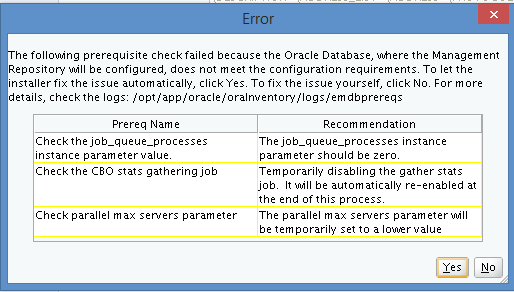 Error
The following prerequisite check failed because the Oracle Database, where the Management
Repository will be configured, does not meet the configuration requirements. To let the
installer fix the issue automatically, click Yes. To fix the issue yourself, click No. For more
details, check the logs: /opt/app/oracle/oraInventory/logs/emdbprereqs
Prereq Name
Recommendation
Check the job_queue_processes
instance parameter value.
The job_queue_processes instance
parameter should be zero.
Check the CBO stats gathering job
Temporarily disabling the gather stats
job. It will be automatically re-enabled at
the end of this process.
Check parallel max servers parameter
The parallel max servers parameter will
be temporarily set to a lower value
Yes
No